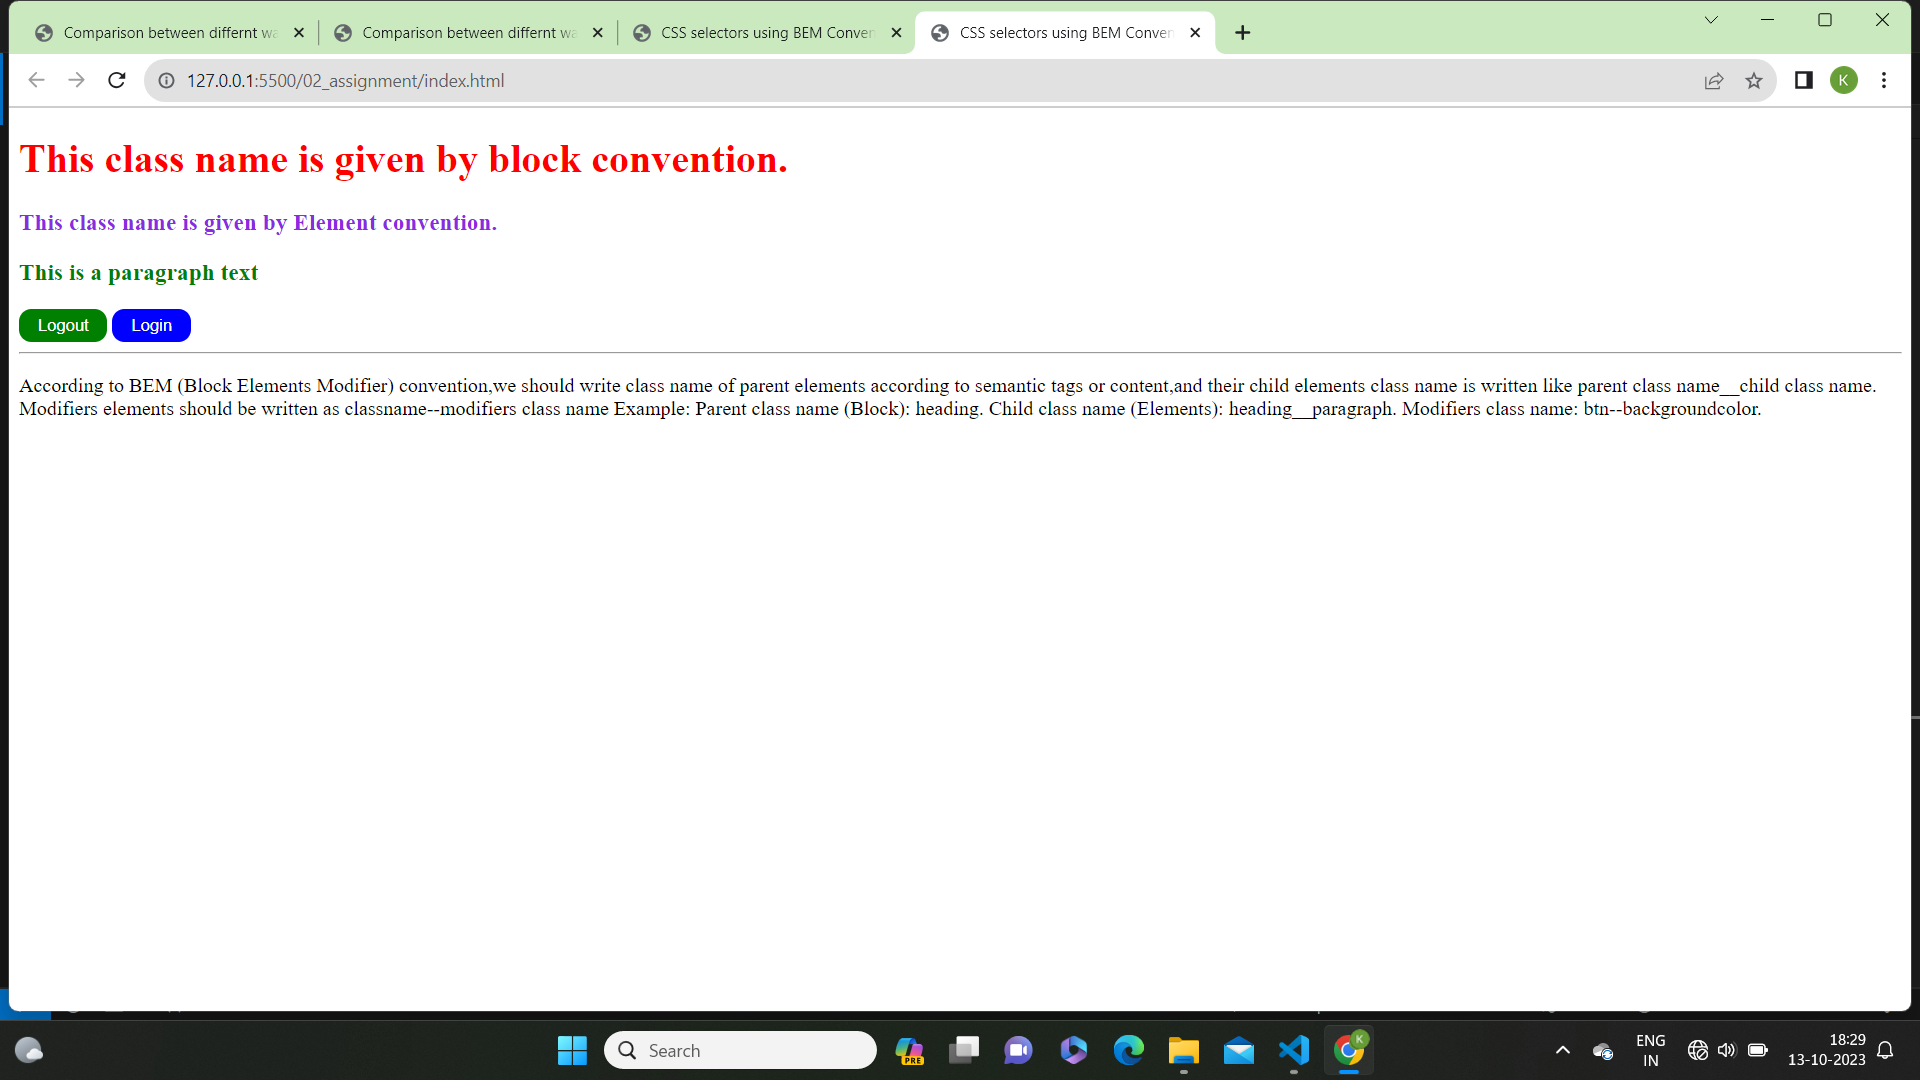 Comparison between differnt wa
Comparison between differnt wa
CSS selectors using BEM Conven
CSS selectors using BEM Conven
127.0.0.1:5500/02_assignment/index.html
K
This class name is given by block convention.
This class name is given by Element convention.
This is a paragraph text
Logout Login
According to BEM (Block Elements Modifier) convention,we should write class name of parent elements according to semantic tags or content,and their child elements class name is written like parent class name__child class name.
Modifiers elements should be written as classname--modifiers class name Example: Parent class name (Block): heading. Child class name (Elements): heading__paragraph. Modifiers class name: btn--backgroundcolor.
Search
PRE
K
ENG
IN
18:29
13-10-2023